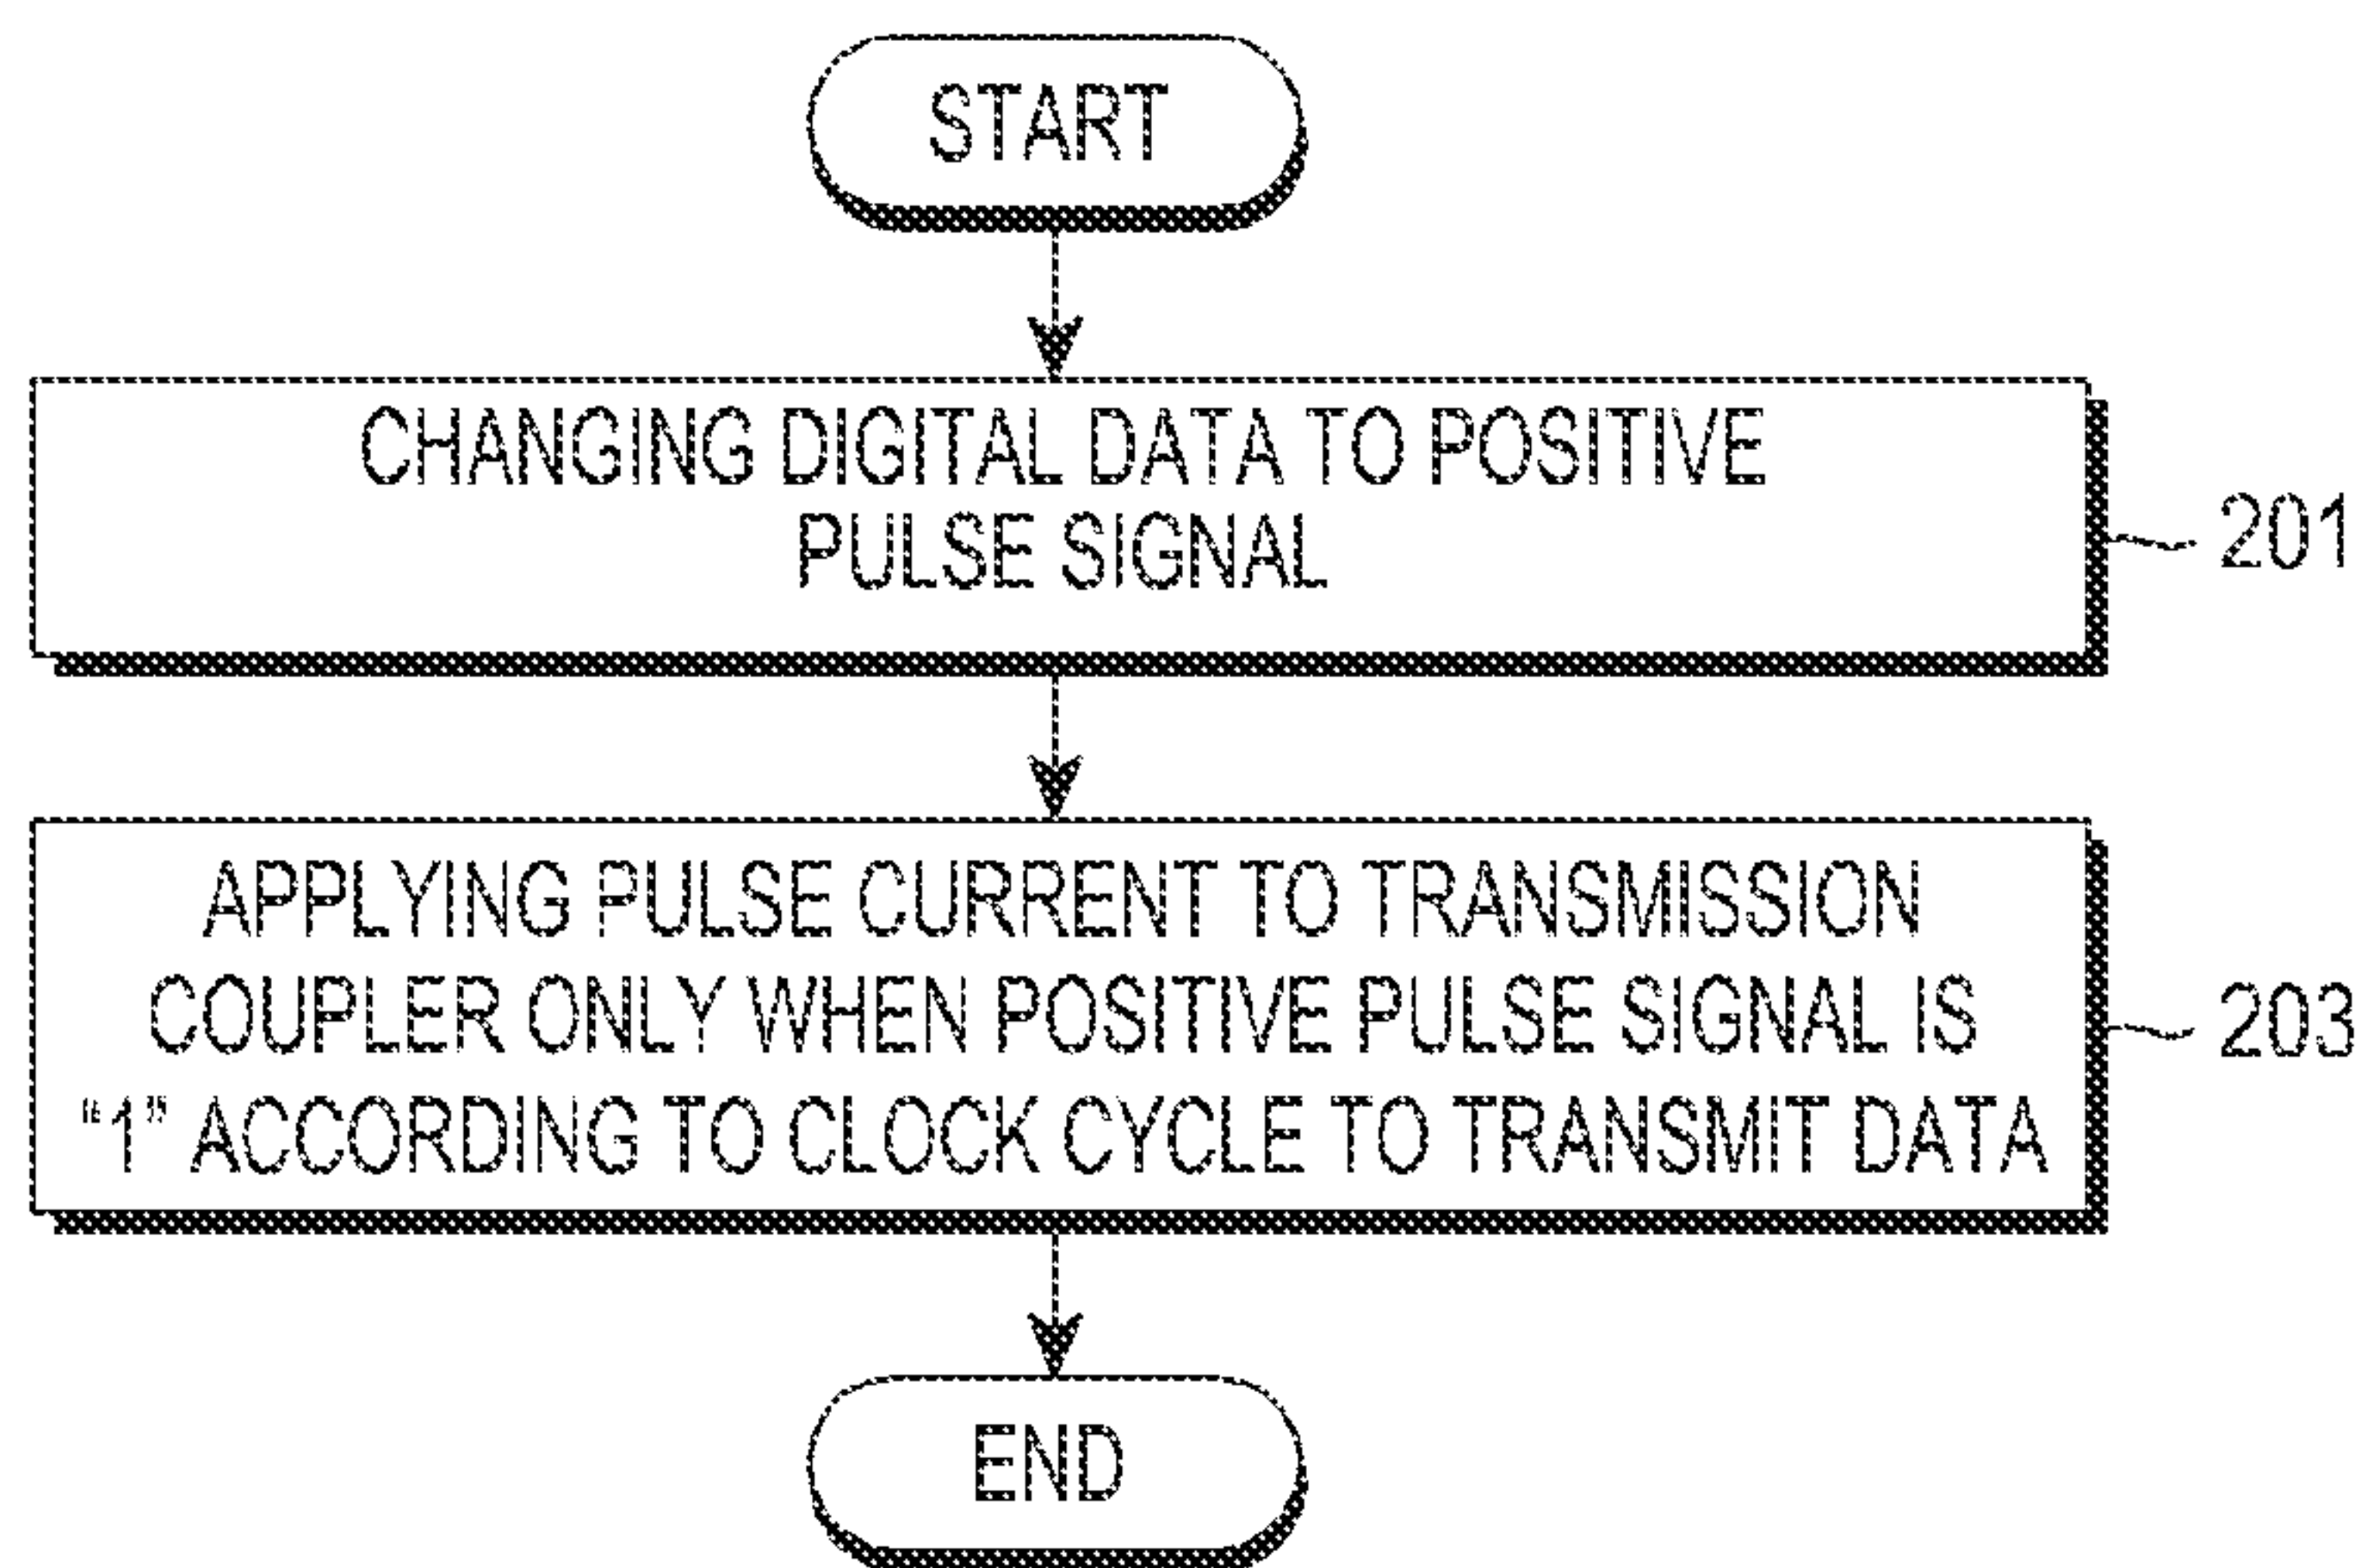 START
CHANGING DIGITAL DATA TO POSITIVE
PULSE SIGNAL
201
APPLYING PULSE CURRENT TO TRANSMISSION
COUPLER ONLY WHEN POSITIVE PULSE SIGNAL IS
“1” ACCORDING TO CLOCK CYCLE TO TRANSMIT DATA
203
END